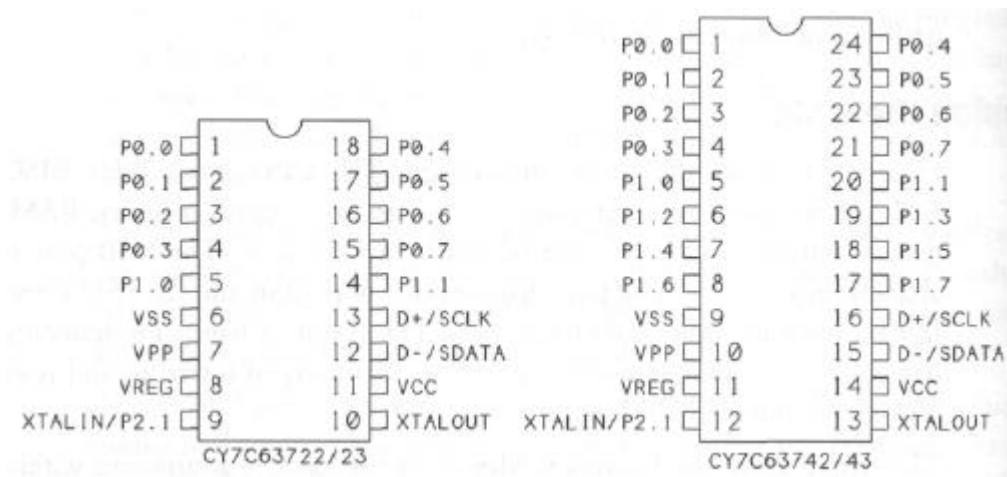 P0.0 1 18 P0.4
P0.1 2 17 P0.5
P0.2 3 16 P0.6
P0.3 4 15 P0.7
P1.0 5 14 P1.1
VSS 6 13 D+/SCLK
VPP 7 12 D-/SDATA
VREG 8 11 VCC
XTALIN/P2.1 9 10 XTALOUT
CY7C63722/23
P0.0 1 24 P0.4
P0.1 2 23 P0.5
P0.2 3 22 P0.6
P0.3 4 21 P0.7
P1.0 5 20 P1.1
P1.2 6 19 P1.3
P1.4 7 18 P1.5
P1.6 8 17 P1.7
VSS 9 16 D+/SCLK
VPP 10 15 D-/SDATA
VREG 11 14 VCC
XTALIN/P2.1 12 13 XTALOUT
CY7C63742/43